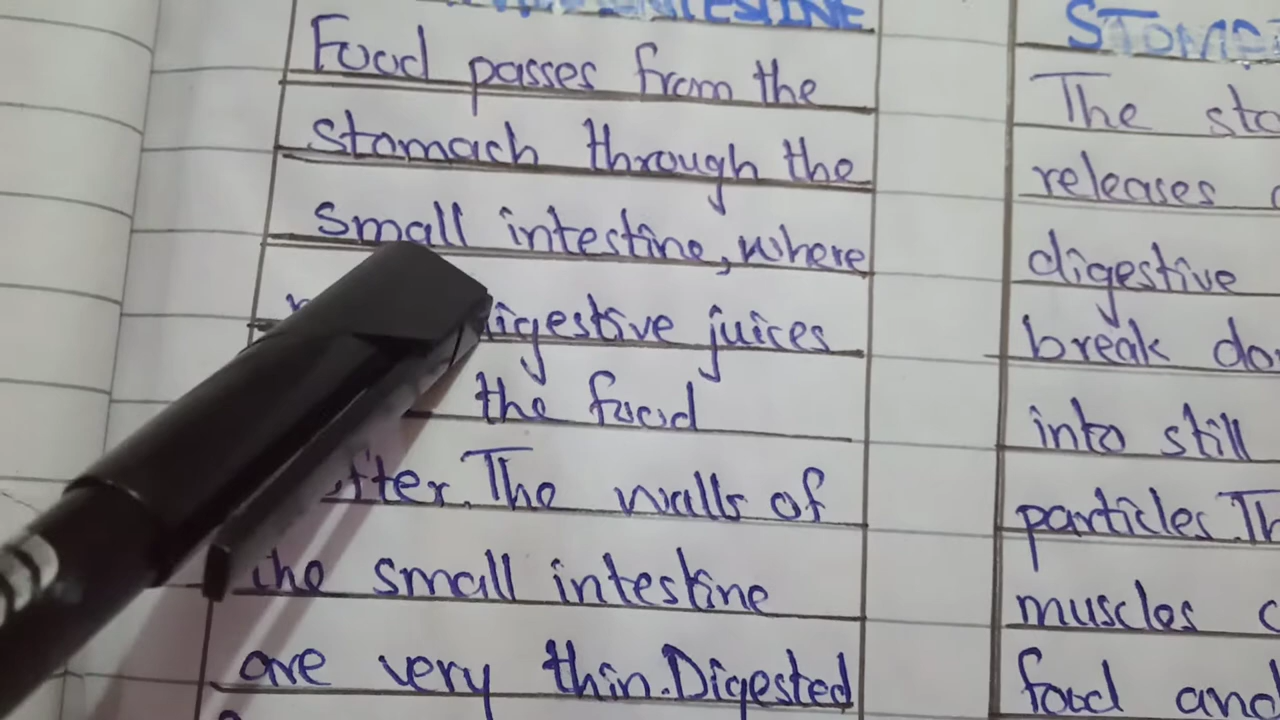 Food passes from the
stomach through the
small intestine, where
digestive juices
the food
The walls of
the small intestine
are very thin. Digested
The
releases
digestive
break
into still
particles.
muscles
food and